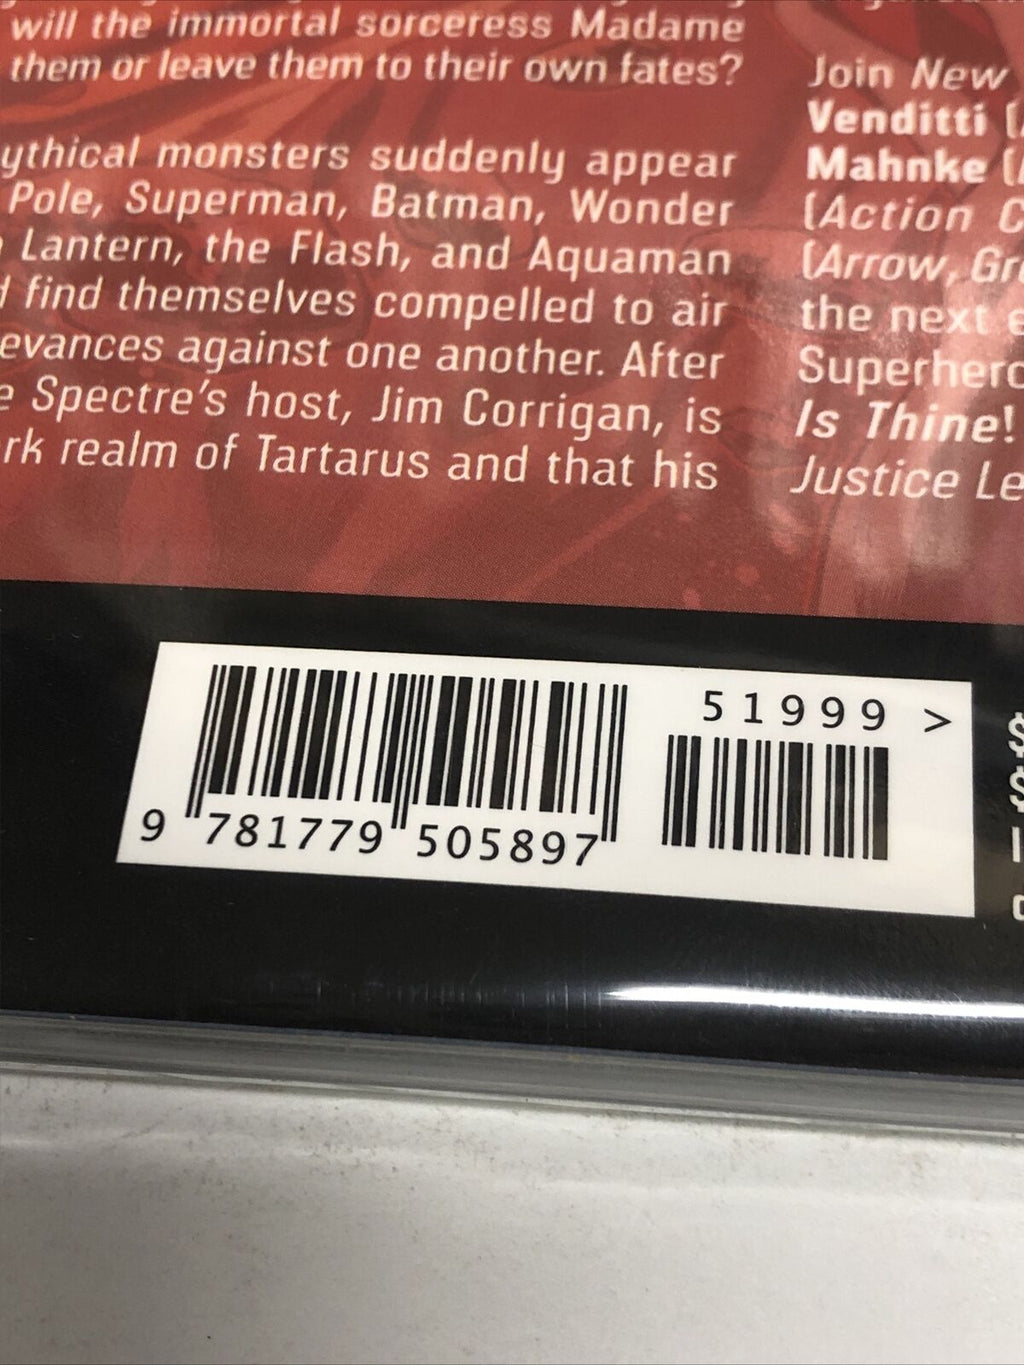 will the immortal sorceress Madame
them or leave them to their own fates?
ythical monsters suddenly appear
Pole, Superman, Batman, Wonder
Lantern, the Flash, and Aquaman
find themselves compelled to air
evances against one another. After
e Spectre's host, Jim Corrigan, is
rk realm of Tartarus and that his
Join New
Venditti (
Mahnke (
(Action C
(Arrow, Gr
the next e
Superhero
Is Thine!
Justice Le
51999 >
9 781779 505897
$
$